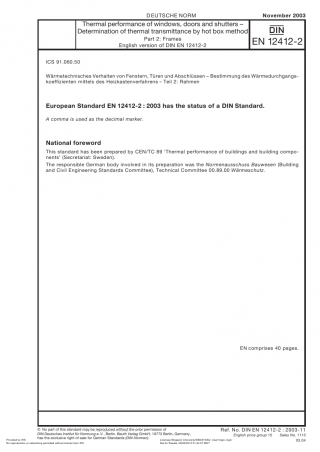 DEUTSCHE NORM
November 2003
Thermal performance of windows, doors and shutters –
Determination of thermal transmittance by hot box method
Part 2: Frames
English version of DIN EN 12412-2
DIN
EN 12412-2
ICS 91.060.50
Wärmetechnisches Verhalten von Fenstern, Türen und Abschlüssen – Bestimmung des Wärmedurchgangs-
koeffizienten mittels des Heizkastenverfahrens – Teil 2: Rahmen
European Standard EN 12412-2 : 2003 has the status of a DIN Standard.
A comma is used as the decimal marker.
National foreword
This standard has been prepared by CEN/TC 89 ‘Thermal performance of buildings and building compo-
nents’ (Secretariat: Sweden).
The responsible German body involved in its preparation was the Normenausschuss Bauwesen (Building
and Civil Engineering Standards Committee), Technical Committee 00.89.00 Wärmeschutz.
EN comprises 40 pages.
© No part of this standard may be reproduced without the prior permission of
DIN Deutsches Institut für Normung e. V., Berlin. Beuth Verlag GmbH, 10772 Berlin, Germany,
has the exclusive right of sale for German Standards (DIN-Normen).
Ref. No. DIN EN 12412-2 : 2003-11
English price group 15 Sales No. 1115
03.04